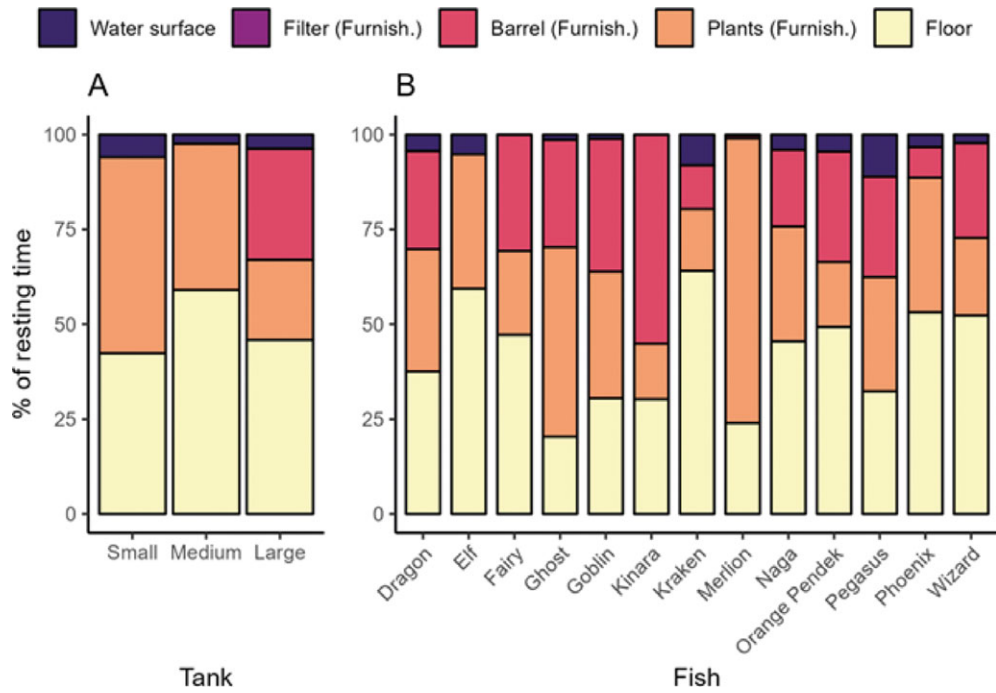 Water surface Filter (Furnish.) Barrel (Furnish.) Plants (Furnish.) Floor
A B
% of resting time
100
75
50
25
0
Small Medium Large
Tank
100
75
50
25
0
Dragon Elf Fairy Ghost Goblin Kinara Kraken Merlion Naga Orange Pendek Pegasus Phoenix Wizard
Fish